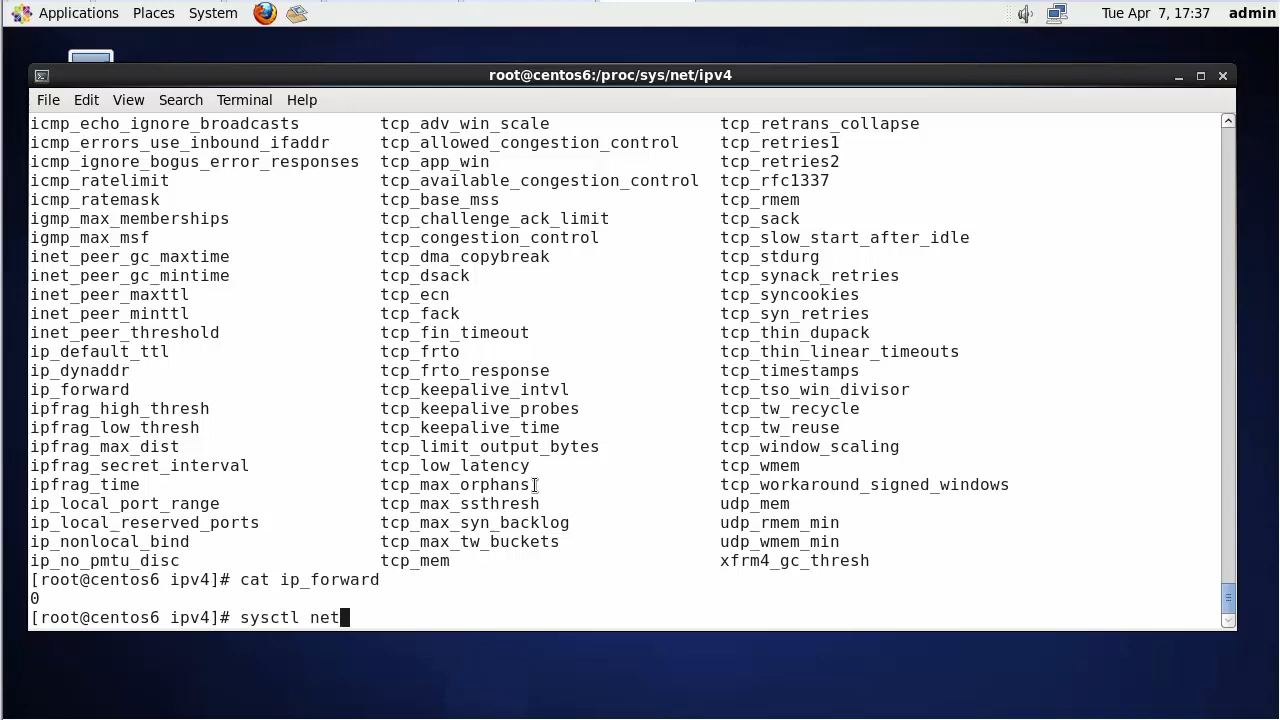 Applications Places System Tue Apr 7, 17:37 admin
root@centos6:/proc/sys/net/ipv4
File Edit View Search Terminal Help
icmp_echo_ignore_broadcasts tcp_adv_win_scale tcp_retrans_collapse
icmp_errors_use_inbound_ifaddr tcp_allowed_congestion_control tcp_retries1
icmp_ignore_bogus_error_responses tcp_app_win tcp_retries2
icmp_ratelimit tcp_available_congestion_control tcp_rfc1337
icmp_ratemask tcp_base_mss tcp_rmem
igmp_max_memberships tcp_challenge_ack_limit tcp_sack
igmp_max_msf tcp_congestion_control tcp_slow_start_after_idle
inet_peer_gc_maxtime tcp_dma_copybreak tcp_stdurg
inet_peer_gc_mintime tcp_dsack tcp_synack_retries
inet_peer_maxttl tcp_ecn tcp_syncookies
inet_peer_minttl tcp_fack tcp_syn_retries
inet_peer_threshold tcp_fin_timeout tcp_thin_dupack
ip_default_ttl tcp_frto tcp_thin_linear_timeouts
ip_dynaddr tcp_frto_response tcp_timestamps
ip_forward tcp_keepalive_intvl tcp_tso_win_divisor
ipfrag_high_thresh tcp_keepalive_probes tcp_tw_recycle
ipfrag_low_thresh tcp_keepalive_time tcp_tw_reuse
ipfrag_max_dist tcp_limit_output_bytes tcp_window_scaling
ipfrag_secret_interval tcp_low_latency tcp_wmem
ipfrag_time tcp_max_orphans tcp_workaround_signed_windows
ip_local_port_range tcp_max_ssthresh udp_mem
ip_local_reserved_ports tcp_max_syn_backlog udp_rmem_min
ip_nonlocal_bind tcp_max_tw_buckets udp_wmem_min
ip_no_pmtu_disc tcp_mem xfrm4_gc_thresh
[root@centos6 ipv4]# cat ip_forward
0
[root@centos6 ipv4]# sysctl net